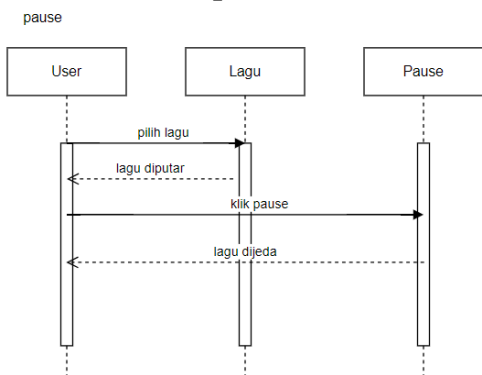 pause
User
Lagu
Pause
pilih lagu
lagu diputar
klik pause
lagu dijeda